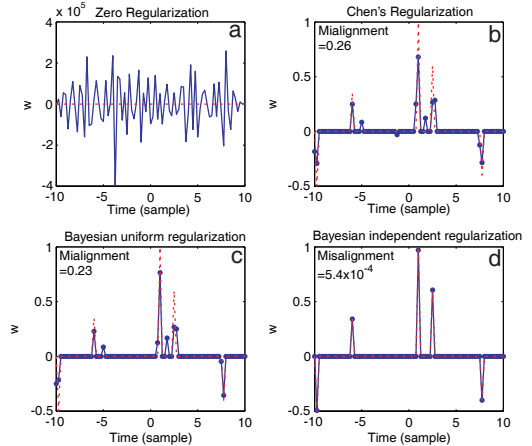 Zero Regularization
x 10⁵
a
4
2
0
-2
4
w
-10 -5 0 5 10
Time (sample)
Chen's Regularization
Mialignment
=0.26
b
1
0.5
0
-0.5
w
-10 -5 0 5 10
Time (sample)
Bayesian uniform regularization
Mialignment
=0.23
c
1
0.5
0
-0.5
w
-10 -5 0 5 10
Time (sample)
Bayesian independent regularization
Misalignment
=5.4x10⁻⁴
d
1
0.5
0
-0.5
w
-10 -5 0 5 10
Time (sample)